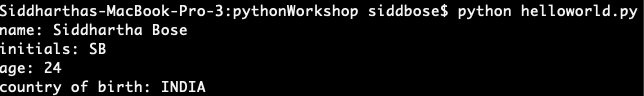 Siddharthas-MacBook-Pro-3:pythonWorkshop siddbose$ python helloworld.py
name: Siddhartha Bose
initials: SB
age: 24
country of birth: INDIA